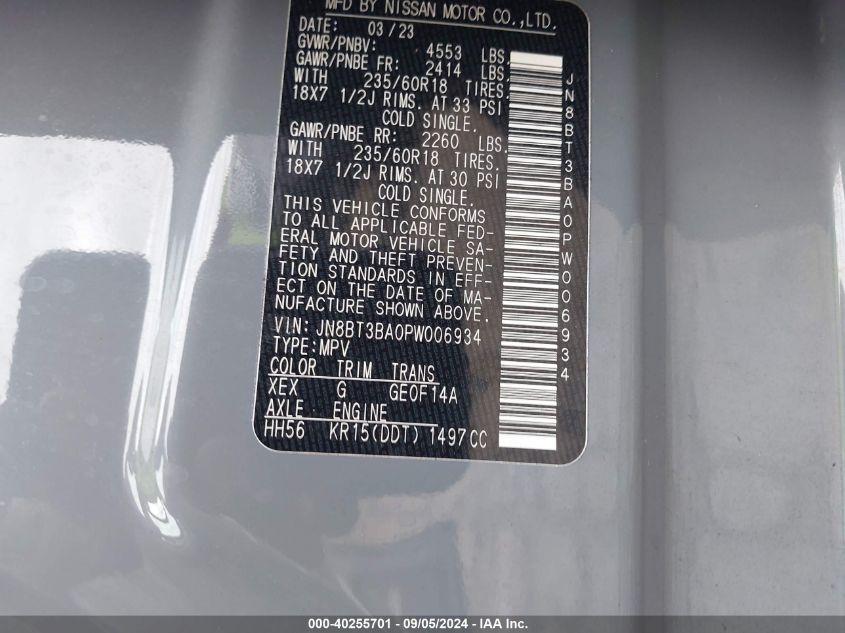 MFD BY NISSAN MOTOR CO.,LTD.
DATE: 03/23
GVWR/PNBV: 4553 LBS.
GAWR/PNBE FR: 2414 LBS.
WITH 235/60R18 TIRES.
18X7 1/2J RIMS. AT 33 PSI
COLD SINGLE.
GAWR/PNBE RR: 2260 LBS.
WITH 235/60R18 TIRES.
18X7 1/2J RIMS. AT 30 PSI
COLD SINGLE.
THIS VEHICLE CONFORMS
TO ALL APPLICABLE FED-
ERAL MOTOR VEHICLE SA-
FETY AND THEFT PREVEN-
TION STANDARDS IN EFF-
ECT ON THE DATE OF MA-
NUFACTURE SHOWN ABOVE.
VIN: JN8BT3BA0PW006934
TYPE:MPV
COLOR TRIM TRANS
XEX G GE0F14A
AXLE ENGINE
HH56 KR15(DDT) 1497CC
JN8BT3BA0PW006934
000-40255701 - 09/05/2024 - IAA Inc.